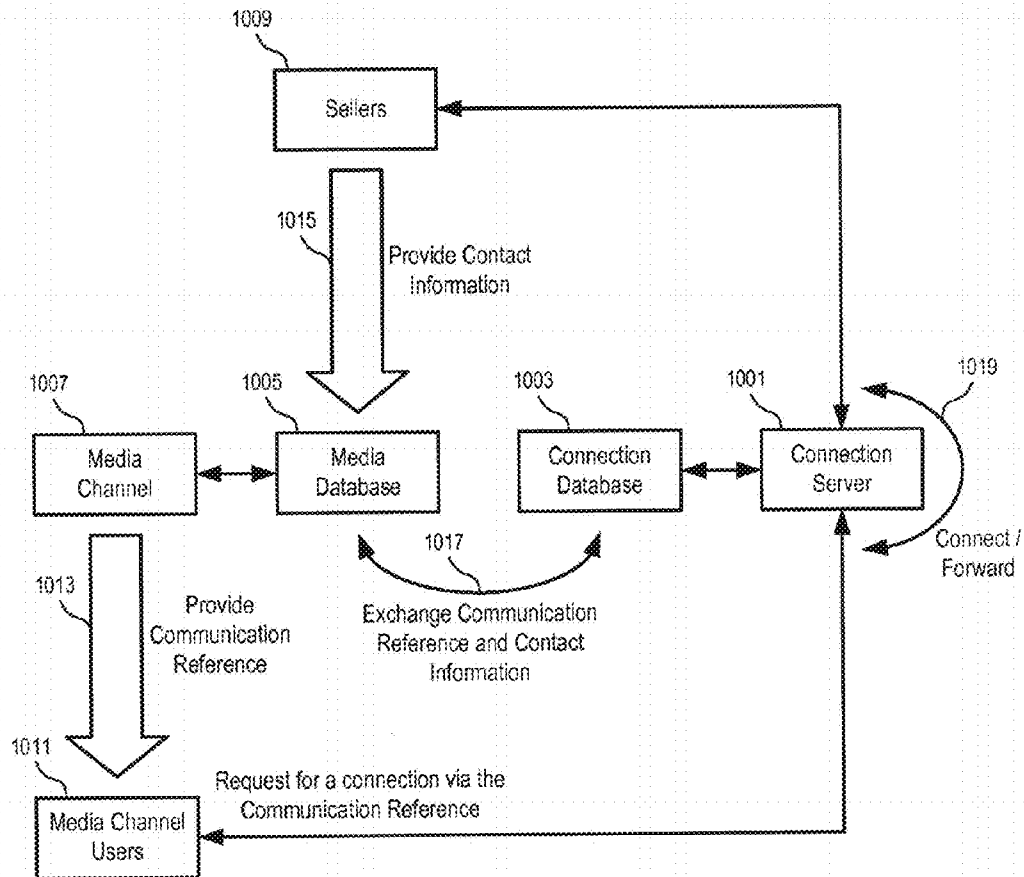 1009
Sellers
1015
Provide Contact
Information
1007
1005
1003
1001
1019
Media
Channel
Media
Database
Connection
Database
Connection
Server
Connect /
Forward
1017
1013
Provide
Communication
Reference
Exchange Communication
Reference and Contact
Information
1011
Request for a connection via the
Communication Reference
Media Channel
Users